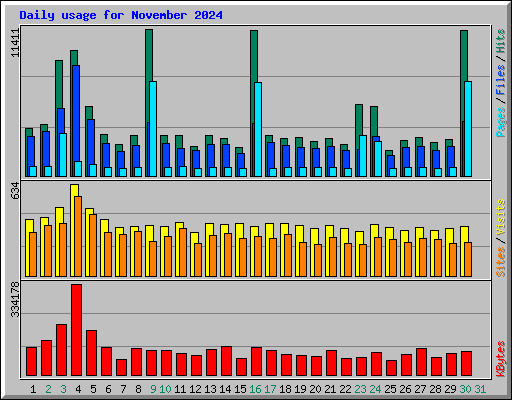 Daily usage for November 2024
11411
Pages / Files / Hits
634
Sites / Visits
334178
KBytes
1 2 3 4 5 6 7 8 9 10 11 12 13 14 15 16 17 18 19 20 21 22 23 24 25 26 27 28 29 30 31